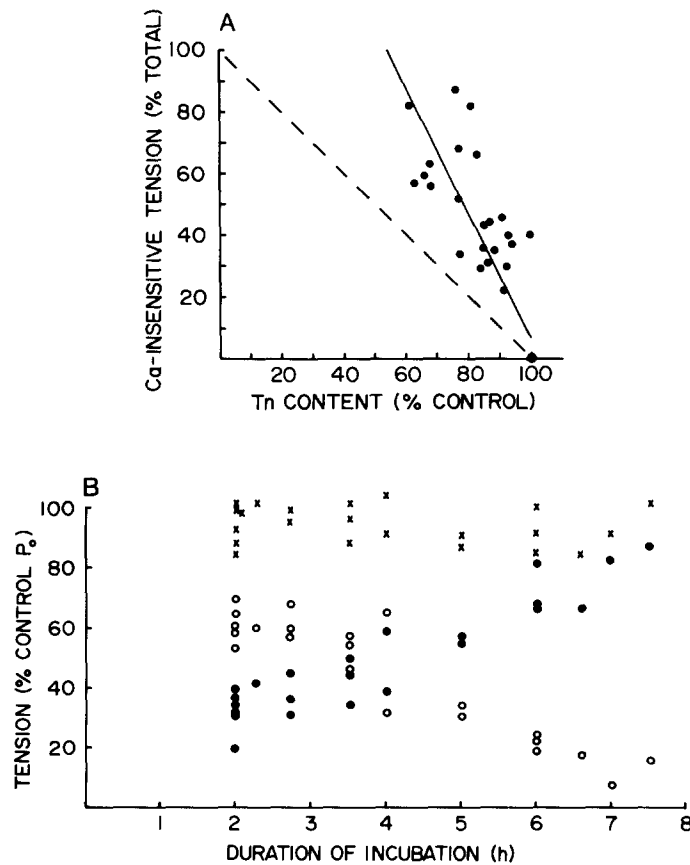 A
Ca-INSENSITIVE TENSION (% TOTAL)
100
80
60
40
20
20 40 60 80 100
Tn CONTENT (% CONTROL)
B
TENSION (% CONTROL Po)
100
80
60
40
20
1 2 3 4 5 6 7 8
DURATION OF INCUBATION (h)